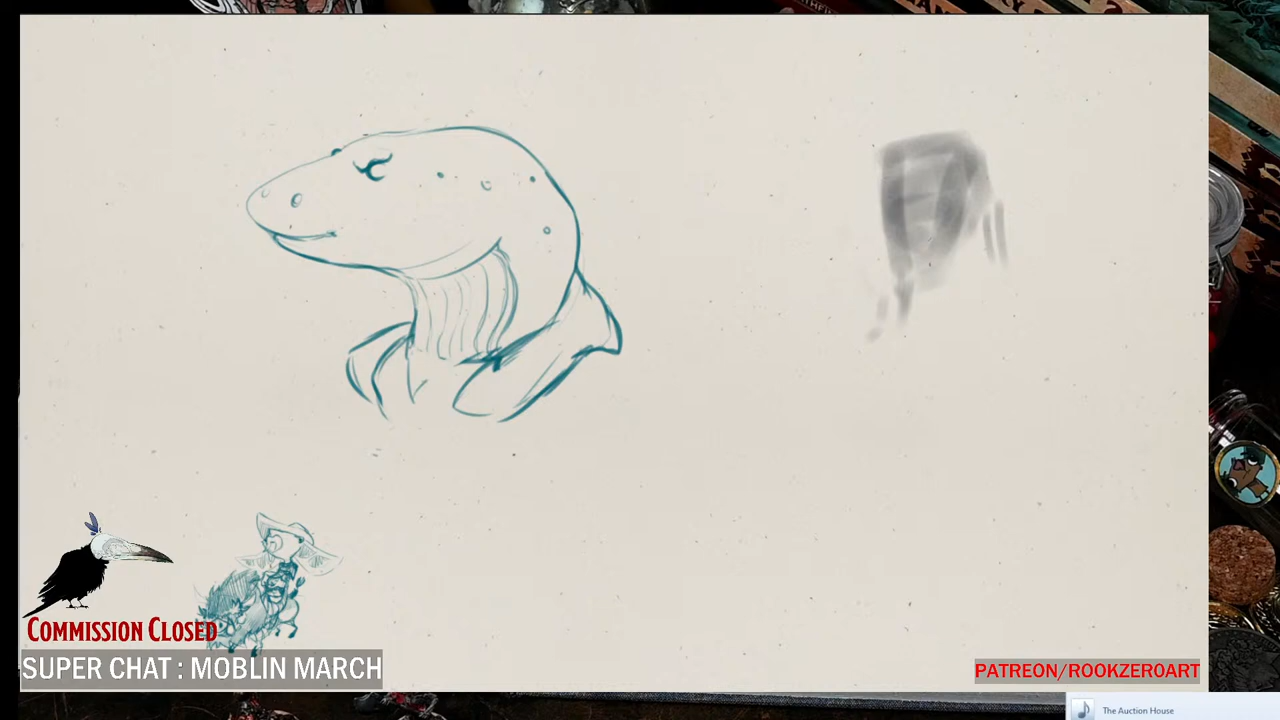 COMMISSION CLOSED
SUPER CHAT : MOBLIN MARCH
PATREON/ROOKZEROART
The Auction House